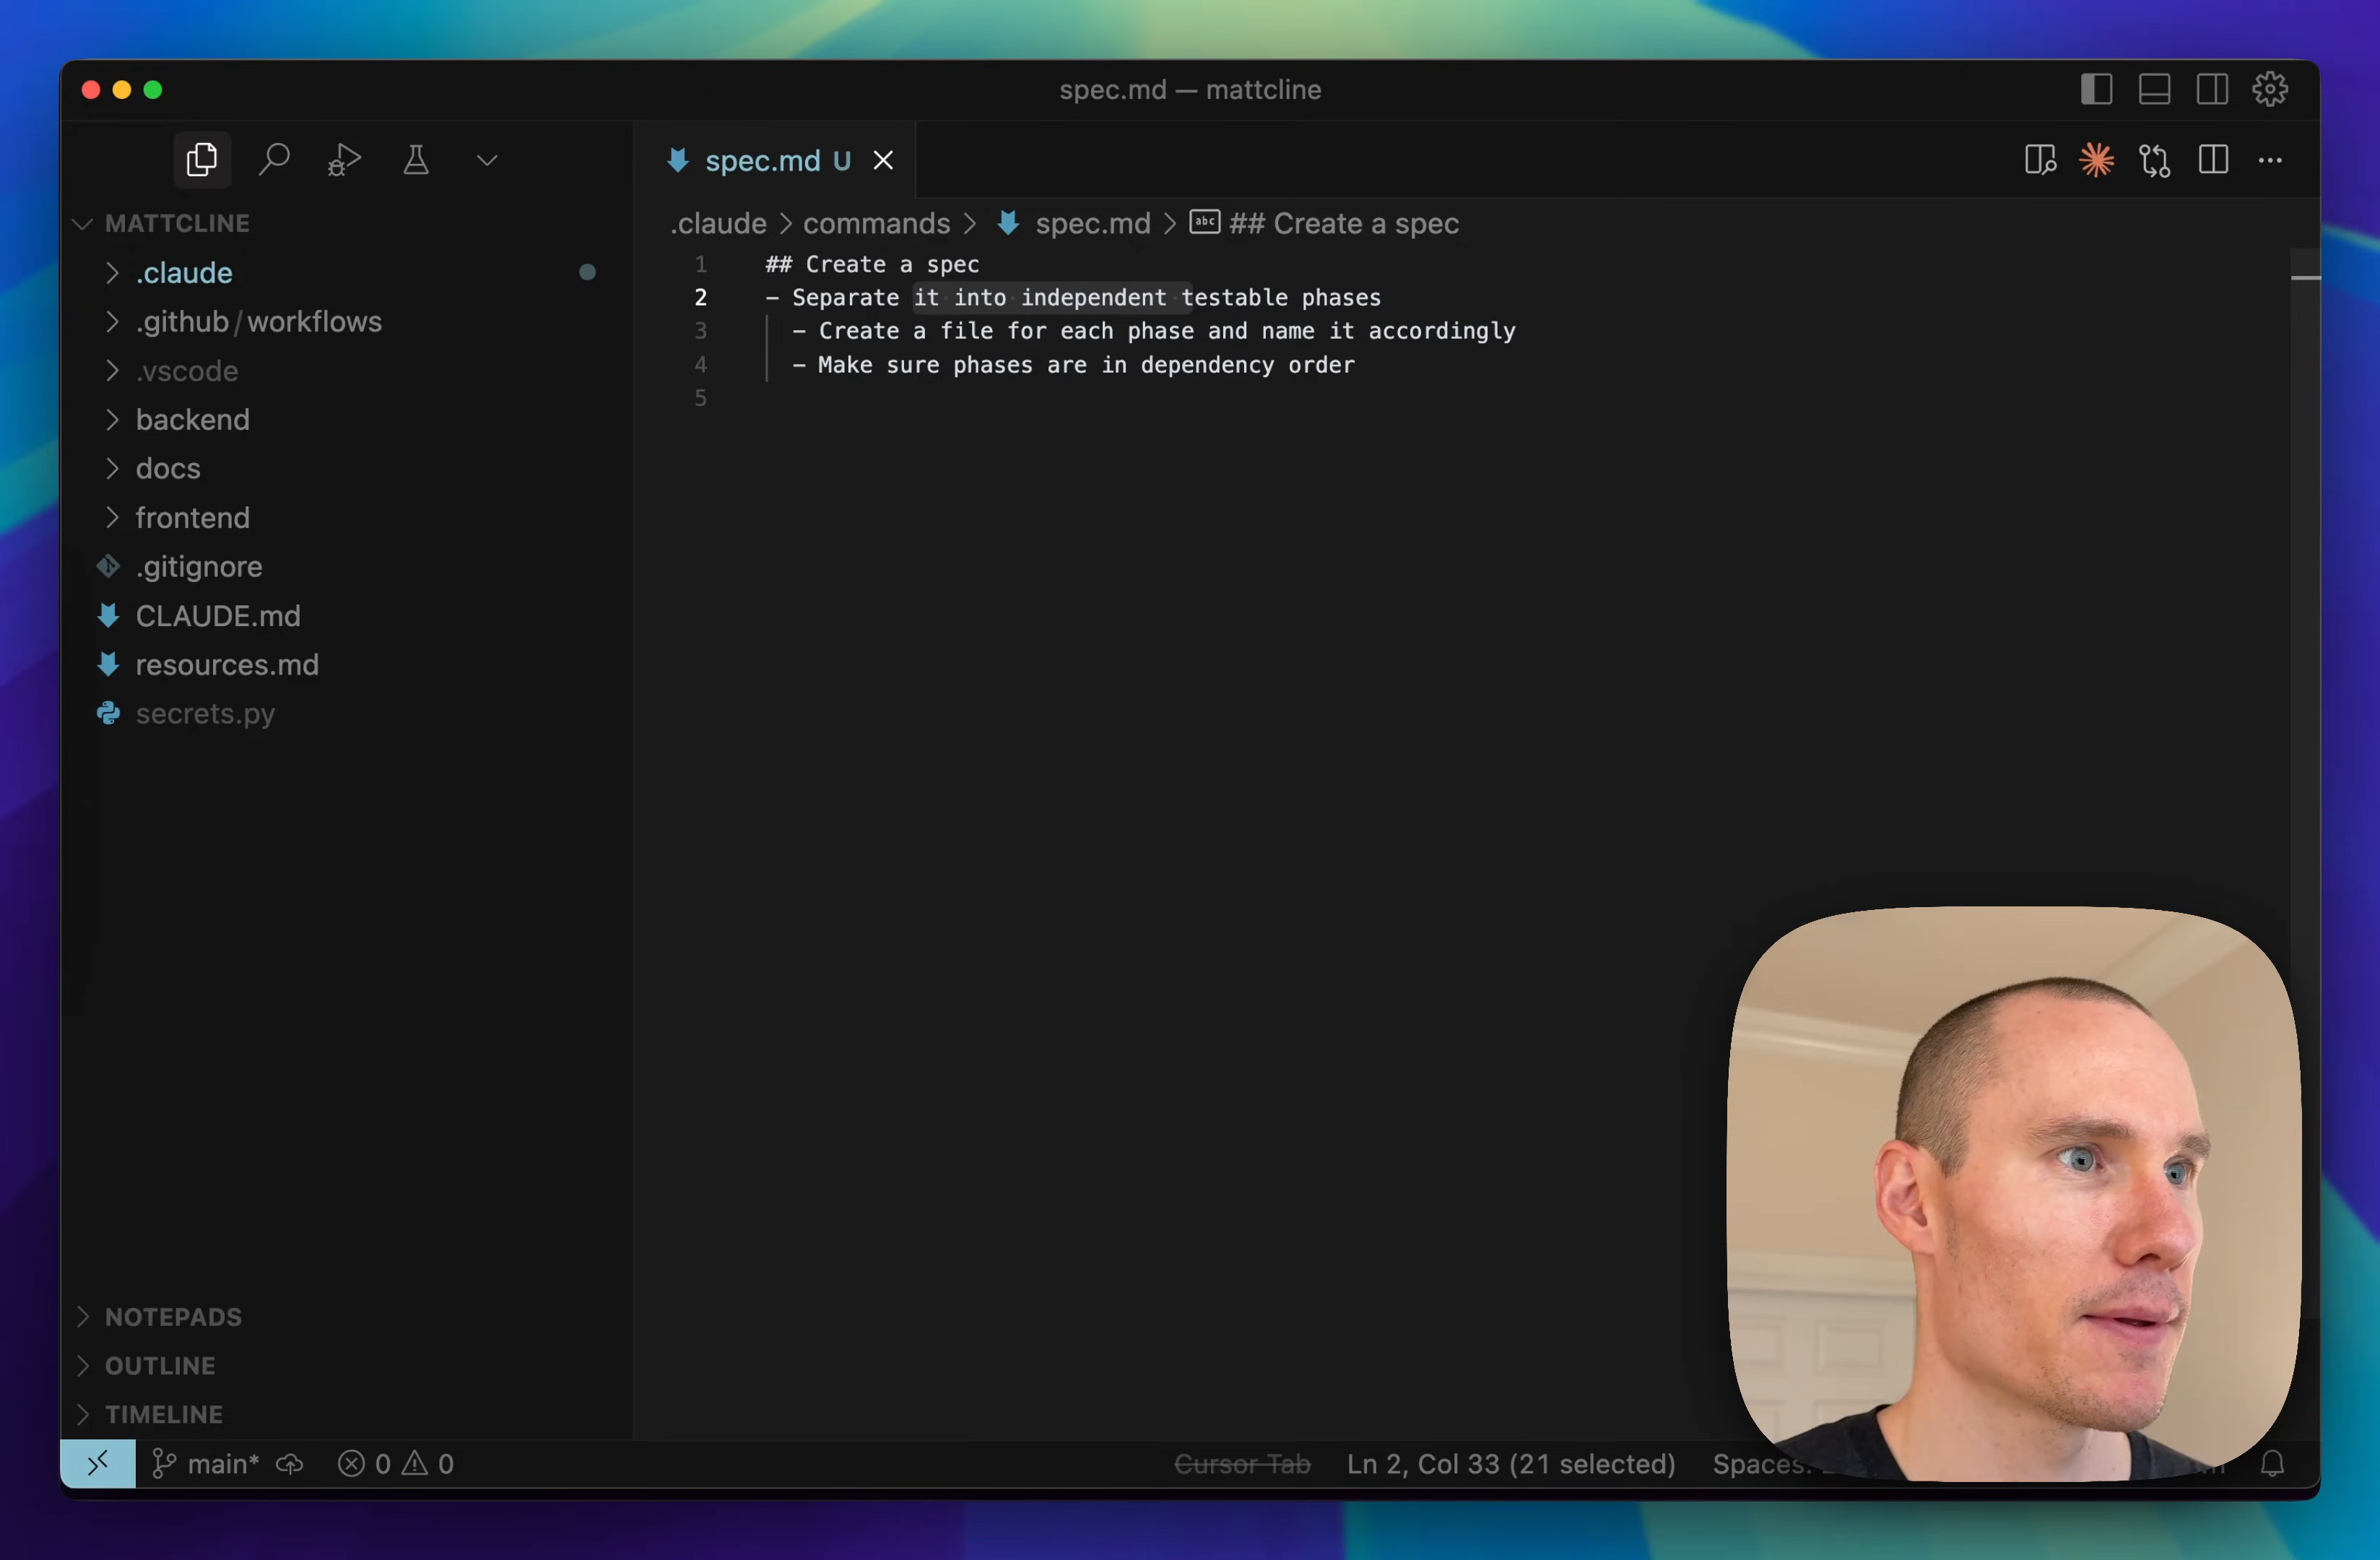 spec.md — mattcline
spec.md U
MATTCLINE
.claude
.github/workflows
.vscode
backend
docs
frontend
.gitignore
CLAUDE.md
resources.md
secrets.py
NOTEPADS
OUTLINE
TIMELINE
.claude > commands > spec.md > abc ## Create a spec
1 ## Create a spec
2 - Separate it into independent testable phases
3 - Create a file for each phase and name it accordingly
4 - Make sure phases are in dependency order
5
main* 0 0 Cursor Tab Ln 2, Col 33 (21 selected) Spaces: